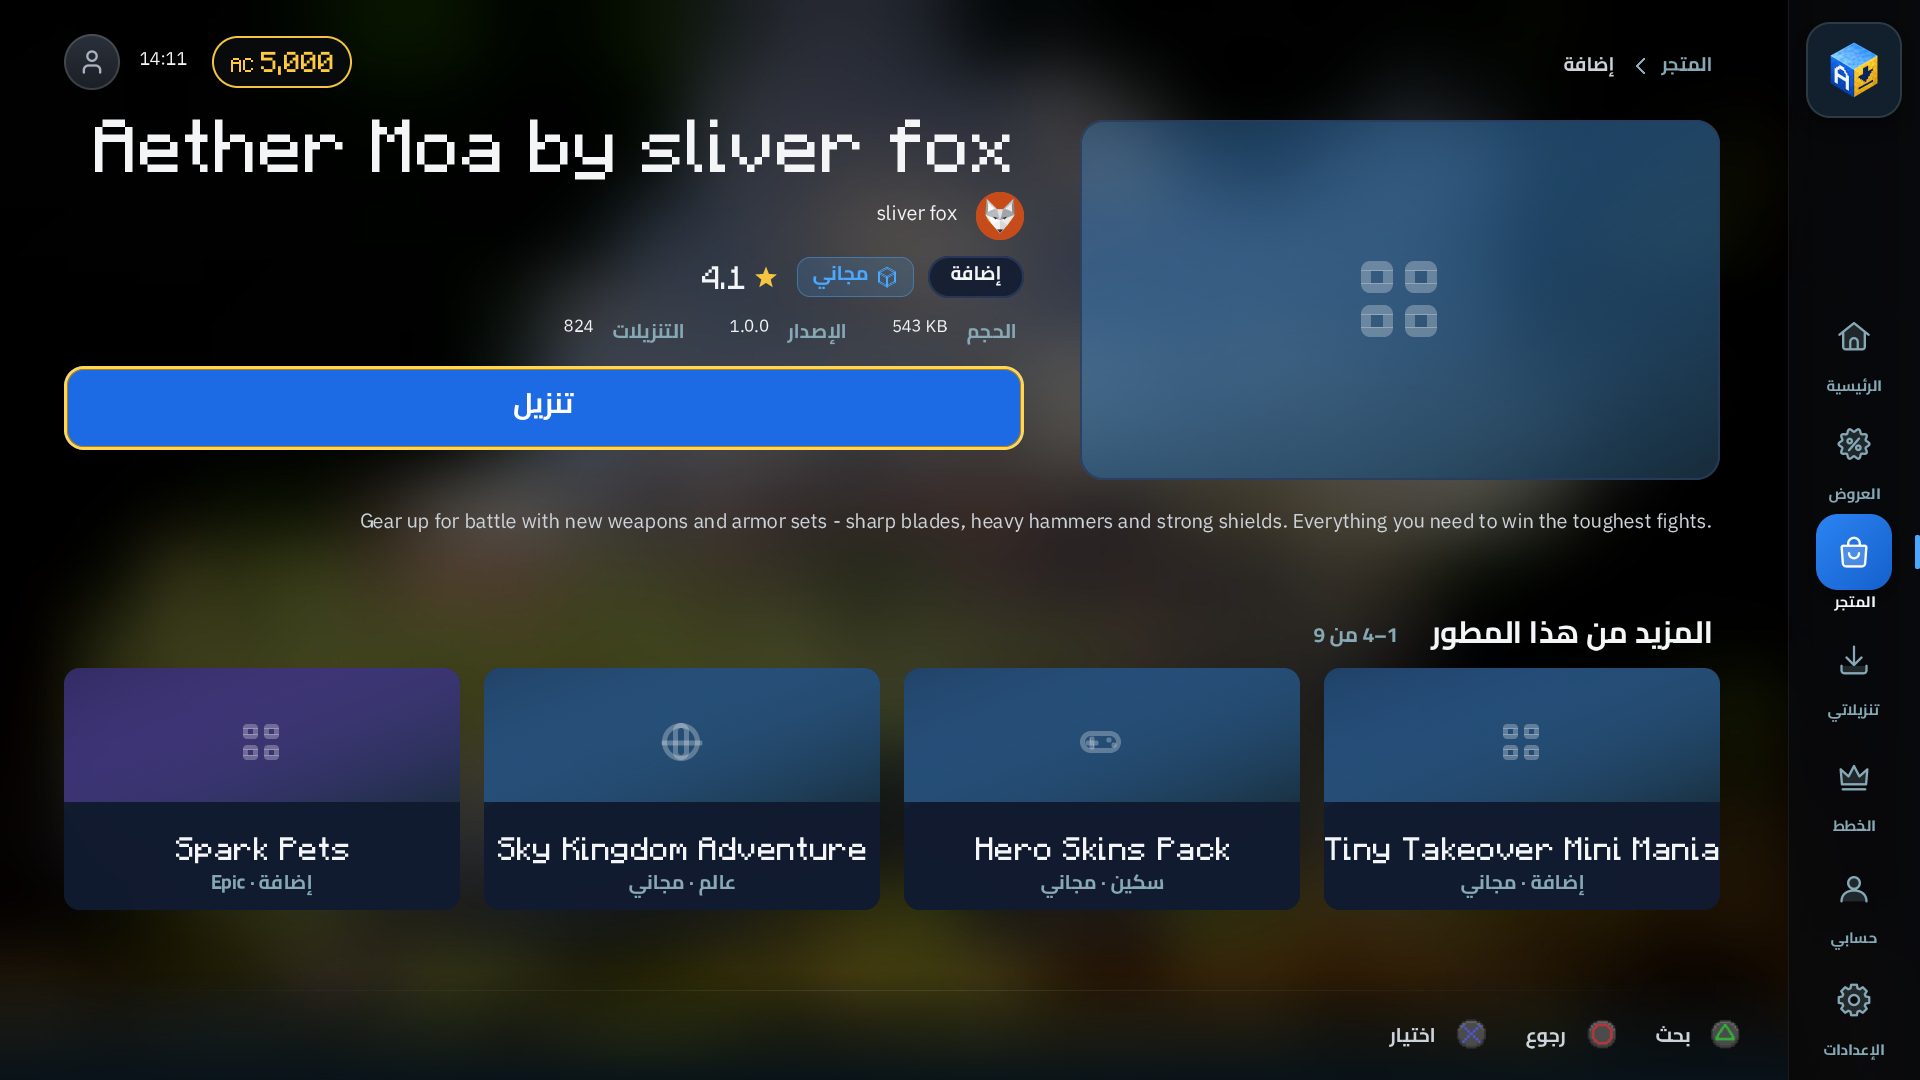 المتجر
إضافة
AC 5,000
14:11
Aether Moa by sliver fox
sliver fox
إضافة
مجاني
4.1
الحجم 543 KB
الإصدار 1.0.0
التنزيلات 824
تنزيل
Gear up for battle with new weapons and armor sets - sharp blades, heavy hammers and strong shields. Everything you need to win the toughest fights.
المزيد من هذا المطور
1–4 من 9
Tiny Takeover Mini Mania
إضافة · مجاني
Hero Skins Pack
سكين · مجاني
Sky Kingdom Adventure
عالم · مجاني
Spark Pets
إضافة · Epic
بحث
رجوع
اختيار
الرئيسية
العروض
المتجر
تنزيلاتي
الخطط
حسابي
الإعدادات